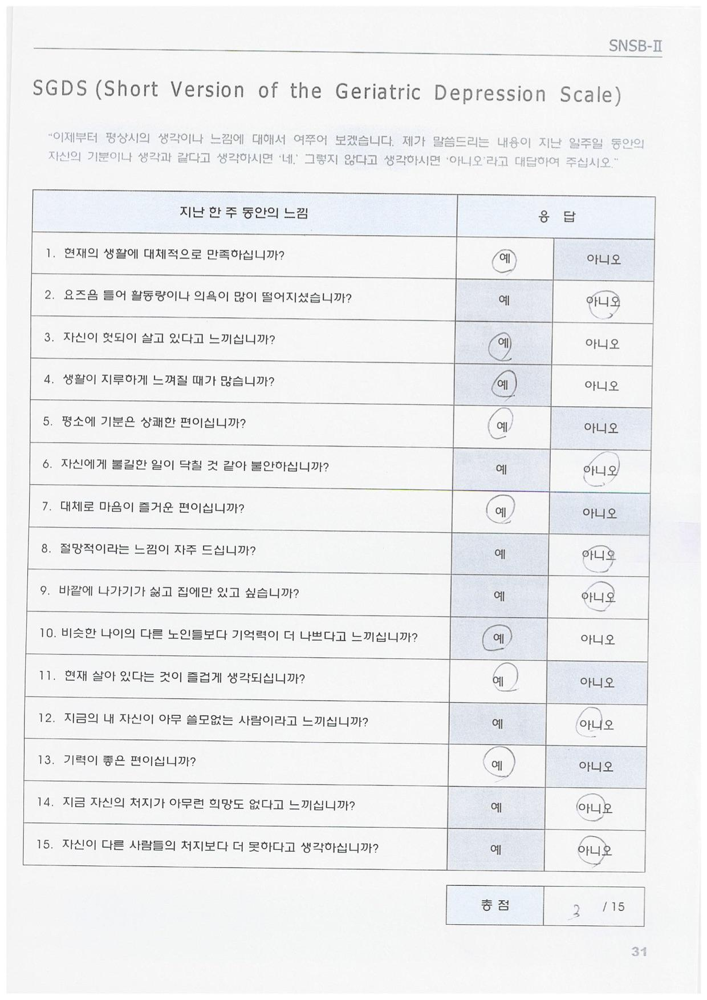 SNSB-Ⅱ
SGDS (Short Version of the Geriatric Depression Scale)
“이제부터 평상시의 생각이나 느낌에 대해서 여쭈어 보겠습니다. 제가 말씀드리는 내용이 지난 일주일 동안의
자신의 기분이나 생각과 같다고 생각하시면 ‘네,’ 그렇지 않다고 생각하시면 ‘아니오’라고 대답하여 주십시오.”
지난 한 주 동안의 느낌 응 답
1. 현재의 생활에 대체적으로 만족하십니까? 예 아니오
2. 요즈음 들어 활동량이나 의욕이 많이 떨어지셨습니까? 예 아니오
3. 자신이 헛되이 살고 있다고 느끼십니까? 예 아니오
4. 생활이 지루하게 느껴질 때가 많습니까? 예 아니오
5. 평소에 기분은 상쾌한 편이십니까? 예 아니오
6. 자신에게 불길한 일이 닥칠 것 같아 불안하십니까? 예 아니오
7. 대체로 마음이 즐거운 편이십니까? 예 아니오
8. 절망적이라는 느낌이 자주 드십니까? 예 아니오
9. 바깥에 나가기가 싫고 집에만 있고 싶습니까? 예 아니오
10. 비슷한 나이의 다른 노인들보다 기억력이 더 나쁘다고 느끼십니까? 예 아니오
11. 현재 살아 있다는 것이 즐겁게 생각되십니까? 예 아니오
12. 지금의 내 자신이 아무 쓸모없는 사람이라고 느끼십니까? 예 아니오
13. 기력이 좋은 편이십니까? 예 아니오
14. 지금 자신의 처지가 아무런 희망도 없다고 느끼십니까? 예 아니오
15. 자신이 다른 사람들의 처지보다 더 못하다고 생각하십니까? 예 아니오
총 점 3 / 15
31